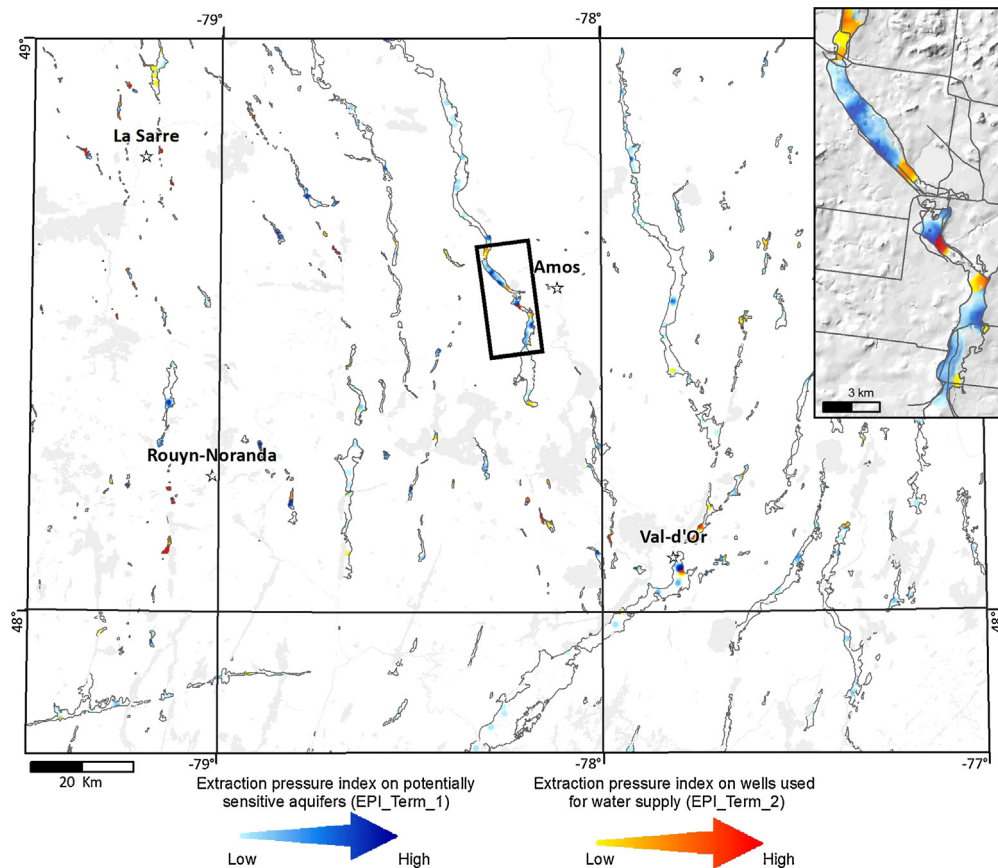 -79°
-78°
49°
La Sarre
Amos
3 km
Rouyn-Noranda
Val-d'Or
48°
48°
-79°
-78°
-77°
20 Km
Extraction pressure index on potentially
sensitive aquifers (EPI_Term_1)
Low
High
Extraction pressure index on wells used
for water supply (EPI_Term_2)
Low
High